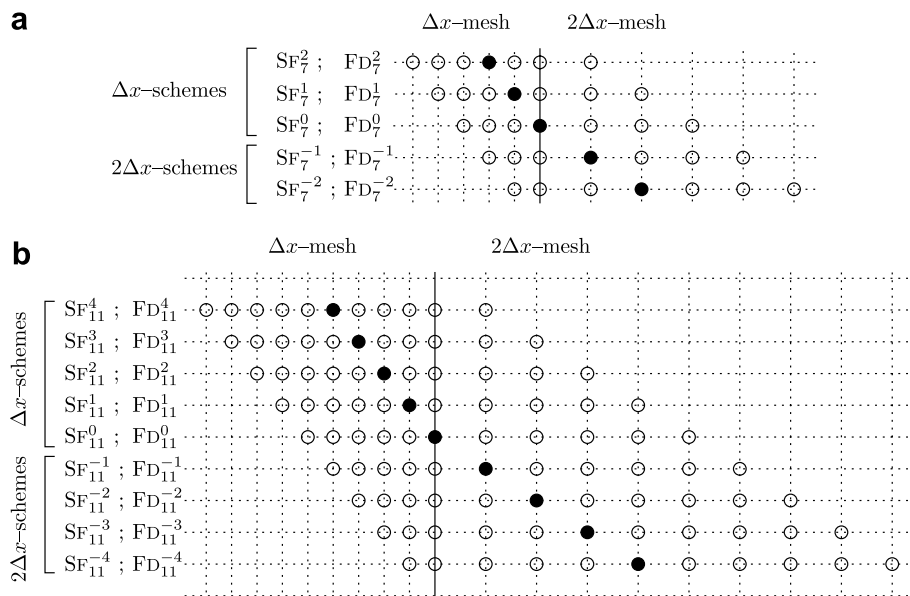 a
Δx–mesh 2Δx–mesh
Δx–schemes
SF₇² ; FD₇²
SF₇¹ ; FD₇¹
SF₇⁰ ; FD₇⁰
2Δx–schemes
SF₇⁻¹ ; FD₇⁻¹
SF₇⁻² ; FD₇⁻²
b
Δx–mesh 2Δx–mesh
Δx–schemes
SF₁₁⁴ ; FD₁₁⁴
SF₁₁³ ; FD₁₁³
SF₁₁² ; FD₁₁²
SF₁₁¹ ; FD₁₁¹
SF₁₁⁰ ; FD₁₁⁰
2Δx–schemes
SF₁₁⁻¹ ; FD₁₁⁻¹
SF₁₁⁻² ; FD₁₁⁻²
SF₁₁⁻³ ; FD₁₁⁻³
SF₁₁⁻⁴ ; FD₁₁⁻⁴